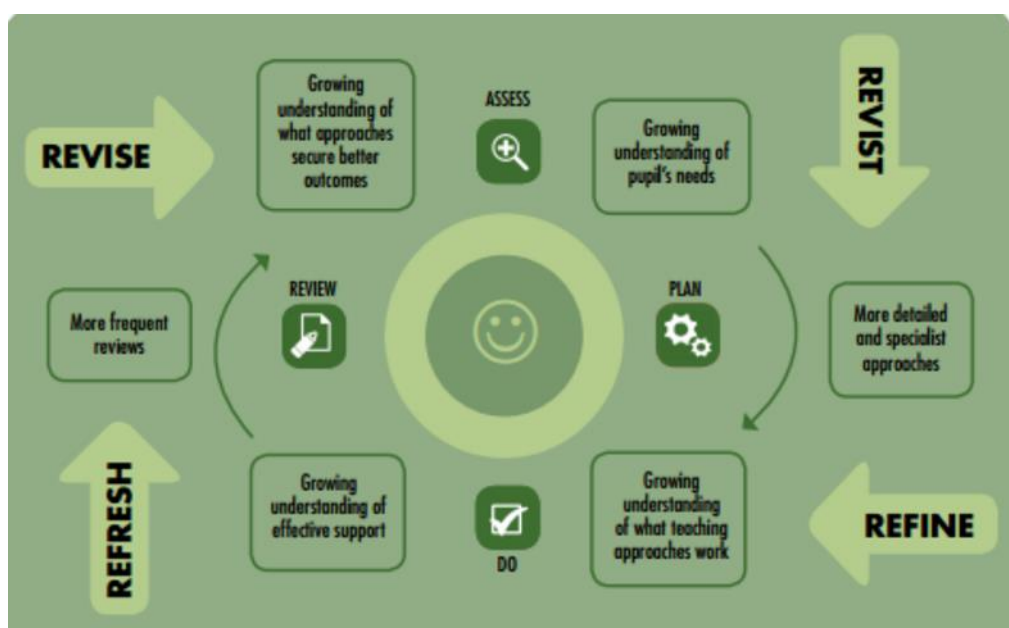 REVISE
Growing
understanding of
what approaches
secure better
outcomes
ASSESS
Growing
understanding of
pupil's needs
REVIST
REVIEW
PLAN
More frequent
reviews
More detailed
and specialist
approaches
REFRESH
Growing
understanding of
effective support
DO
Growing
understanding
of what teaching
approaches work
REFINE